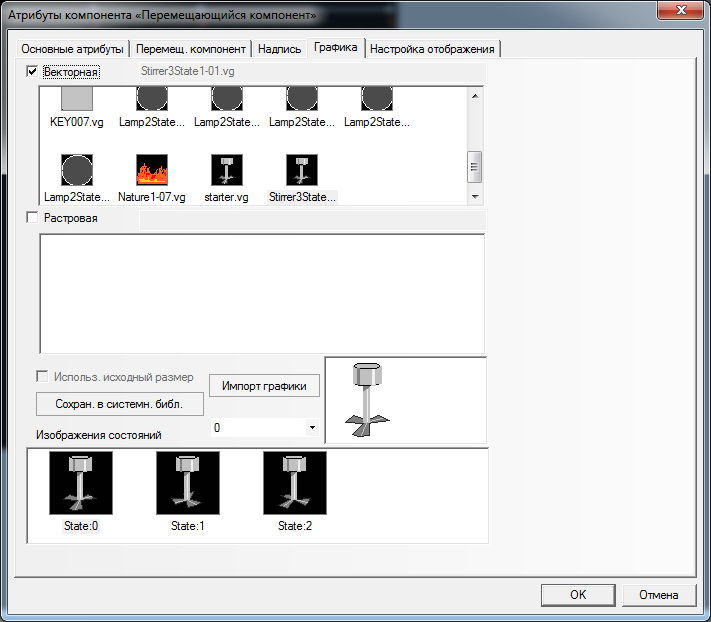 Атрибуты компонента «Перемещающийся компонент»
Основные атрибуты Перемещ. компонент Надпись Графика Настройка отображения
Векторная Stirrer3State1-01.vg
KEY007.vg Lamp2State... Lamp2State... Lamp2State... Lamp2State...
Lamp2State... Nature1-07.vg starter.vg Stirrer3State...
Растровая
Использ. исходный размер
Импорт графики
Сохран. в системн. библ.
0
Изображения состояний
State:0 State:1 State:2
OK Отмена